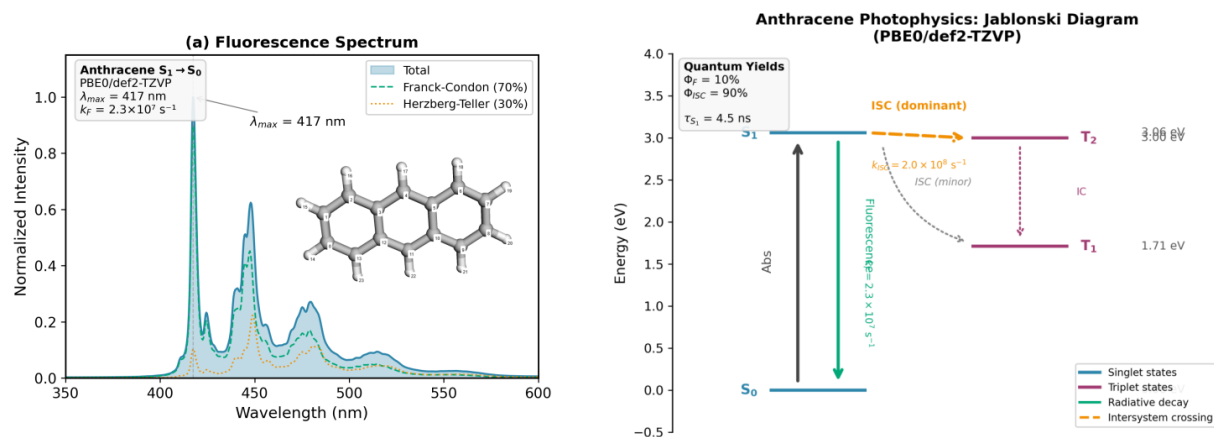 (a) Fluorescence Spectrum
Anthracene S₁→S₀
PBE0/def2-TZVP
λmax = 417 nm
kF = 2.3×10⁷ s⁻¹
Total
Franck-Condon (70%)
Herzberg-Teller (30%)
λmax = 417 nm
Normalized Intensity
1.0
0.8
0.6
0.4
0.2
0.0
350
400
450
500
550
600
Wavelength (nm)
Anthracene Photophysics: Jablonski Diagram
(PBE0/def2-TZVP)
Quantum Yields
ΦF = 10%
ΦISC = 90%
τS₁ = 4.5 ns
Energy (eV)
4.0
3.5
3.0
2.5
2.0
1.5
1.0
0.5
0.0
−0.5
S₁
ISC (dominant)
T₂
3.06 eV
3.00 eV
kISC = 2.0×10⁸ s⁻¹
ISC (minor)
IC
T₁
1.71 eV
Abs
Fluorescence
= 2.3×10⁷ s⁻¹
S₀
Singlet states
Triplet states
Radiative decay
Intersystem crossing